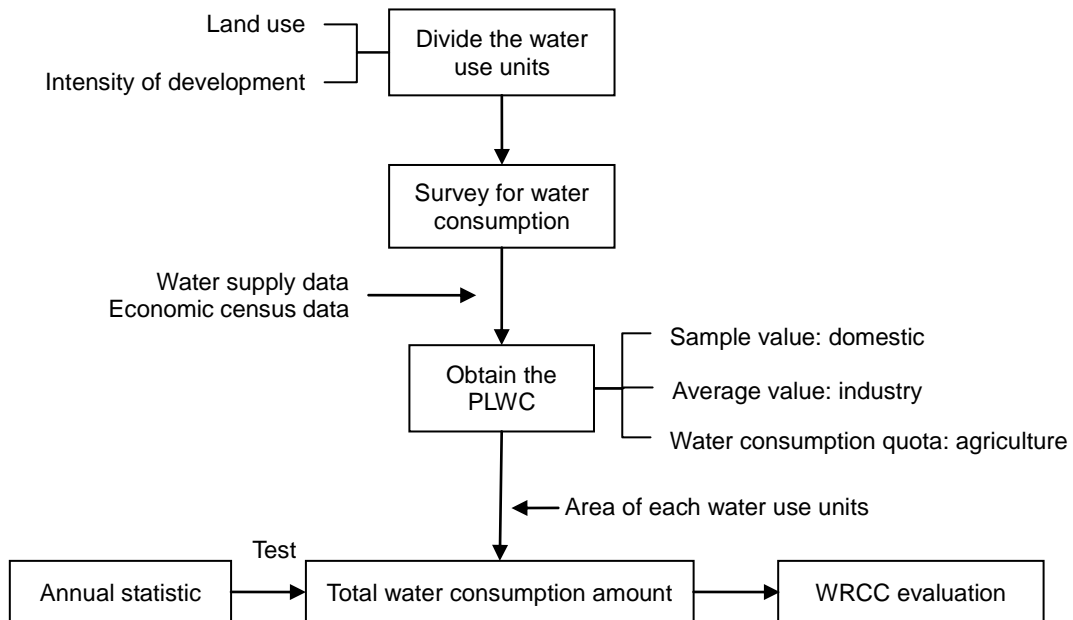 Land use
Intensity of development
Divide the water
use units
Survey for water
consumption
Water supply data
Economic census data
Obtain the
PLWC
Sample value: domestic
Average value: industry
Water consumption quota: agriculture
Area of each water use units
Test
Annual statistic
Total water consumption amount
WRCC evaluation